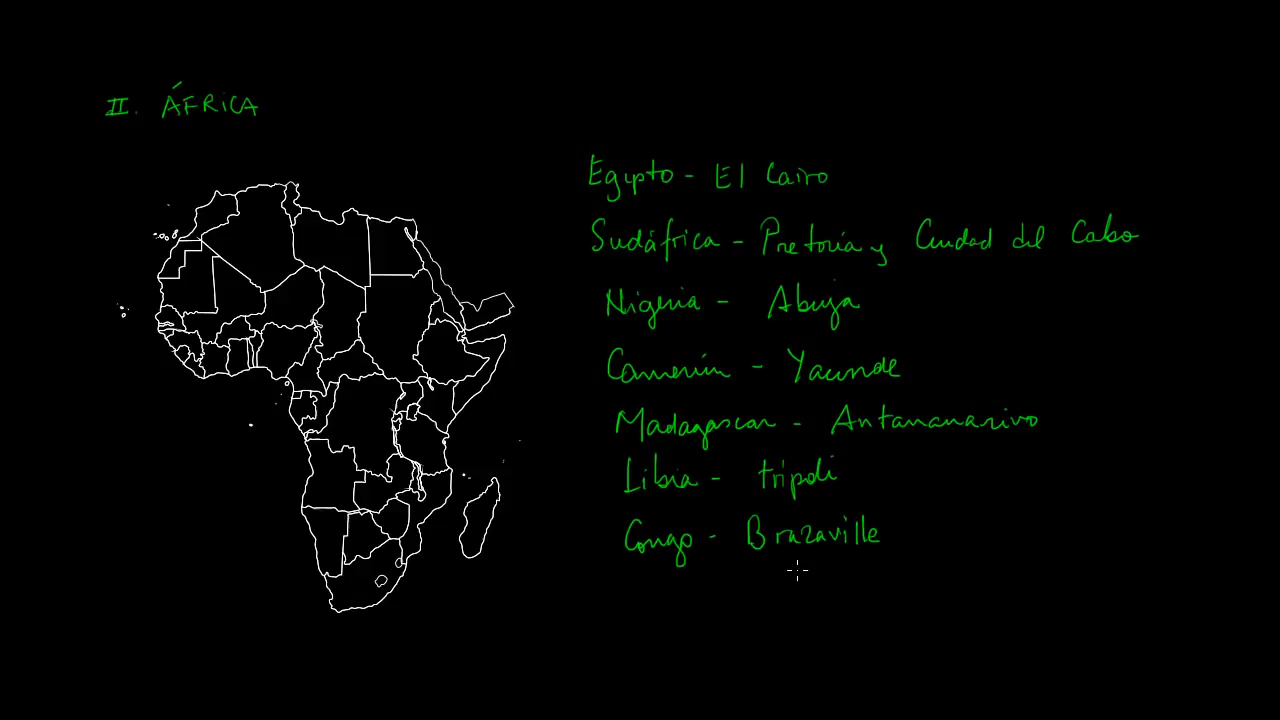 II. ÁFRICA
Egipto - El Cairo
Sudáfrica - Pretoria y Ciudad del Cabo
Nigeria - Abuja
Camerún - Yaunde
Madagascar - Antananarivo
Libia - trípoli
Congo - Brazaville